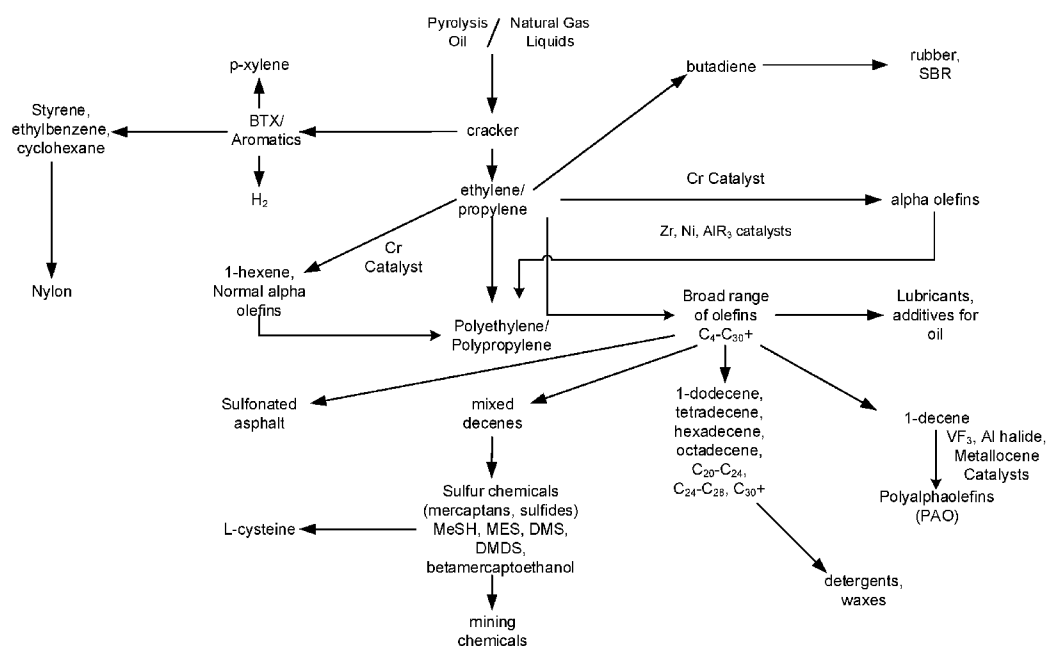 Pyrolysis / Natural Gas
Oil Liquids
p-xylene
butadiene
rubber,
SBR
Styrene,
ethylbenzene,
cyclohexane
BTX/
Aromatics
cracker
H₂
ethylene/
propylene
Cr Catalyst
alpha olefins
Zr, Ni, AlR₃ catalysts
Cr
Catalyst
Nylon
1-hexene,
Normal alpha
olefins
Polyethylene/
Polypropylene
Broad range
of olefins
C₄-C₃₀+
Lubricants,
additives for
oil
Sulfonated
asphalt
mixed
decenes
1-dodecene,
tetradecene,
hexadecene,
octadecene,
C₂₀-C₂₄,
C₂₄-C₂₈, C₃₀+
1-decene
VF₃, Al halide,
Metallocene
Catalysts
Polyalphaolefins
(PAO)
L-cysteine
Sulfur chemicals
(mercaptans, sulfides)
MeSH, MES, DMS,
DMDS,
betamercaptoethanol
detergents,
waxes
mining
chemicals